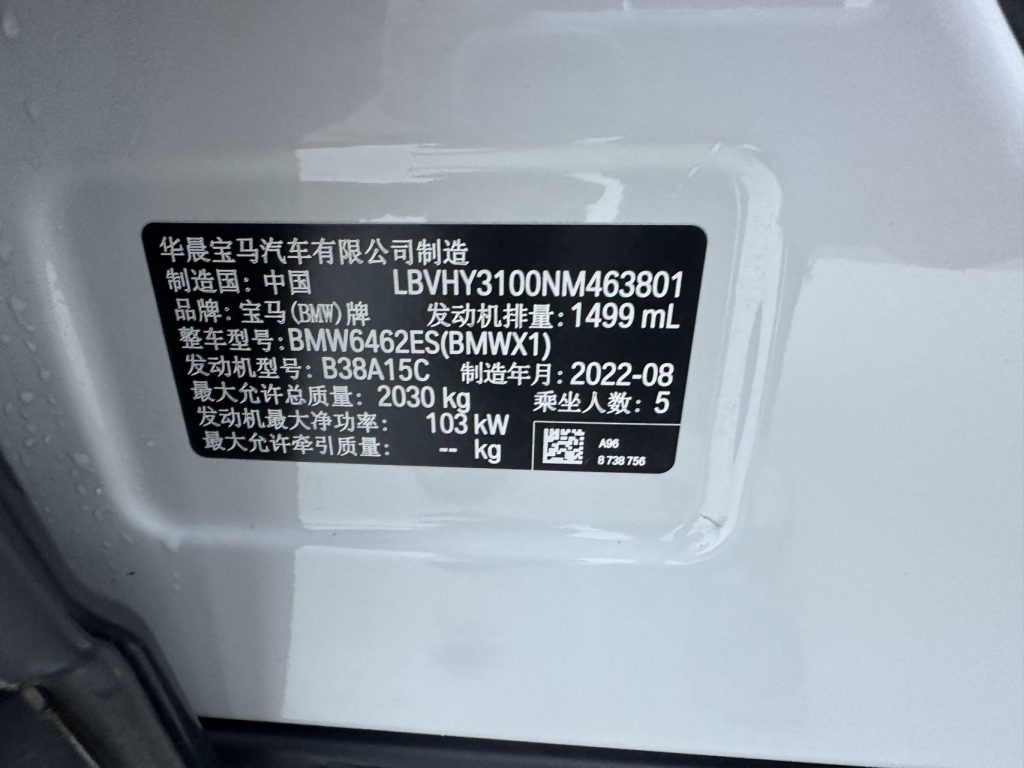 华晨宝马汽车有限公司制造
制造国: 中国 LBVHY3100NM463801
品牌: 宝马(BMW)牌 发动机排量: 1499 mL
整车型号: BMW6462ES(BMWX1)
发动机型号: B38A15C 制造年月: 2022-08
最大允许总质量: 2030 kg 乘坐人数: 5
发动机最大净功率: 103 kW
最大允许牵引质量: -- kg
A96
8 738 756